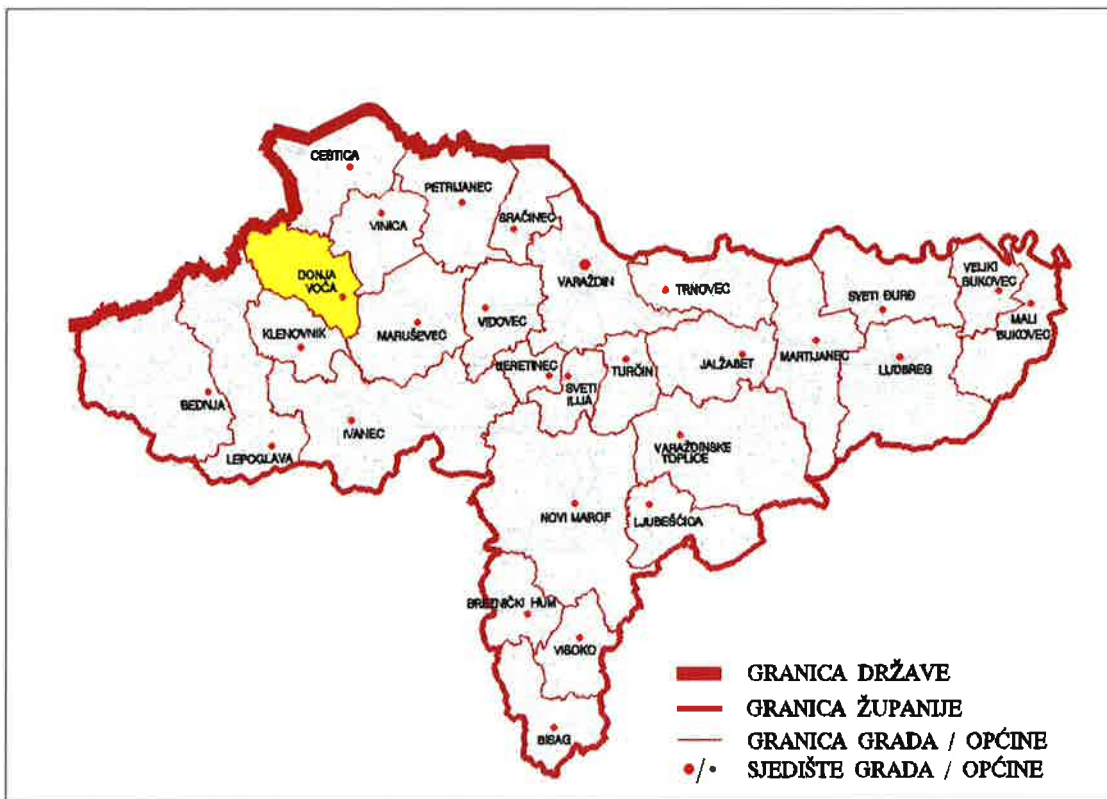 CEŠTICA
PETRIJANEC
VINICA
SRAČINEC
DONJA
VOĆA
VARAŽDIN
TRNOVEC
VELIKI
BUKOVEC
SVETI ĐURĐ
MALI
BUKOVEC
KLENOVNIK
MARUŠEVEC
VIDOVEC
BERETINEC
SVETI
ILIJA
TURČIN
JALŽABET
MARTIJANEC
LUDBREG
BEDNJA
IVANEC
LEPOGLAVA
VARAŽDINSKE
TOPLICE
NOVI MAROF
LJUBEŠĆICA
BREZNIČKI HUM
VISOKO
BISAG
GRANICA DRŽAVE
GRANICA ŽUPANIJE
GRANICA GRADA / OPĆINE
SJEDIŠTE GRADA / OPĆINE